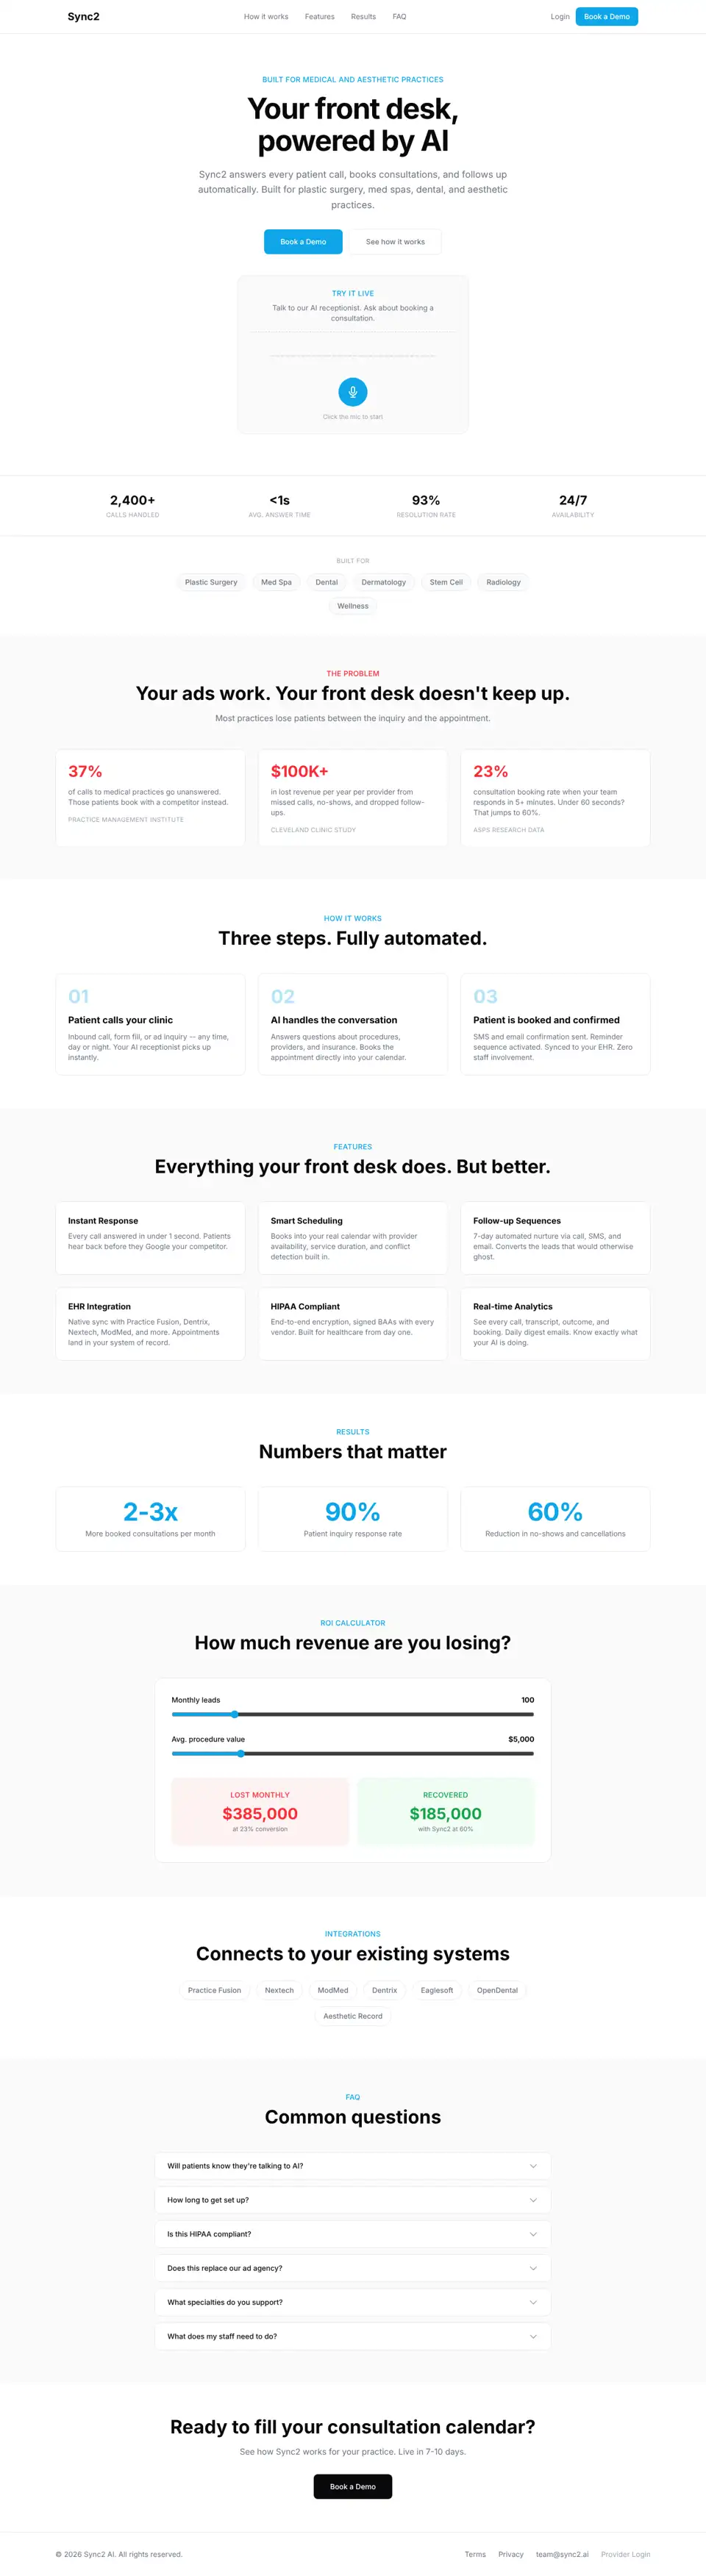 Sync2
How it works
Features
Results
FAQ
Login
Book a Demo
BUILT FOR MEDICAL AND AESTHETIC PRACTICES
Your front desk,
powered by AI
Sync2 answers every patient call, books consultations, and follows up
automatically. Built for plastic surgery, med spas, dental, and aesthetic
practices.
Book a Demo
See how it works
TRY IT LIVE
Talk to our AI receptionist. Ask about booking a
consultation.
Click the mic to start
2,400+
CALLS HANDLED
<1s
AVG. ANSWER TIME
93%
RESOLUTION RATE
24/7
AVAILABILITY
BUILT FOR
Plastic Surgery
Med Spa
Dental
Dermatology
Stem Cell
Radiology
Wellness
THE PROBLEM
Your ads work. Your front desk doesn't keep up.
Most practices lose patients between the inquiry and the appointment.
37%
of calls to medical practices go unanswered.
Those patients book with a competitor instead.
PRACTICE MANAGEMENT INSTITUTE
$100K+
in lost revenue per year per provider from
missed calls, no-shows, and dropped follow-
ups.
CLEVELAND CLINIC STUDY
23%
consultation booking rate when your team
responds in 5+ minutes. Under 60 seconds?
That jumps to 60%.
ASPS RESEARCH DATA
HOW IT WORKS
Three steps. Fully automated.
01
Patient calls your clinic
Inbound call, form fill, or ad inquiry -- any time,
day or night. Your AI receptionist picks up
instantly.
02
AI handles the conversation
Answers questions about procedures,
providers, and insurance. Books the
appointment directly into your calendar.
03
Patient is booked and confirmed
SMS and email confirmation sent. Reminder
sequence activated. Synced to your EHR. Zero
staff involvement.
FEATURES
Everything your front desk does. But better.
Instant Response
Every call answered in under 1 second. Patients
hear back before they Google your competitor.
Smart Scheduling
Books into your real calendar with provider
availability, service duration, and conflict
detection built in.
Follow-up Sequences
7-day automated nurture via call, SMS, and
email. Converts the leads that would otherwise
ghost.
EHR Integration
Native sync with Practice Fusion, Dentrix,
Nextech, ModMed, and more. Appointments
land in your system of record.
HIPAA Compliant
End-to-end encryption, signed BAAs with every
vendor. Built for healthcare from day one.
Real-time Analytics
See every call, transcript, outcome, and
booking. Daily digest emails. Know exactly what
your AI is doing.
RESULTS
Numbers that matter
2-3x
More booked consultations per month
90%
Patient inquiry response rate
60%
Reduction in no-shows and cancellations
ROI CALCULATOR
How much revenue are you losing?
Monthly leads
100
Avg. procedure value
$5,000
LOST MONTHLY
$385,000
at 23% conversion
RECOVERED
$185,000
with Sync2 at 60%
INTEGRATIONS
Connects to your existing systems
Practice Fusion
Nextech
ModMed
Dentrix
Eaglesoft
OpenDental
Aesthetic Record
FAQ
Common questions
Will patients know they're talking to AI?
How long to get set up?
Is this HIPAA compliant?
Does this replace our ad agency?
What specialties do you support?
What does my staff need to do?
Ready to fill your consultation calendar?
See how Sync2 works for your practice. Live in 7-10 days.
Book a Demo
© 2026 Sync2 AI. All rights reserved.
Terms
Privacy
team@sync2.ai
Provider Login